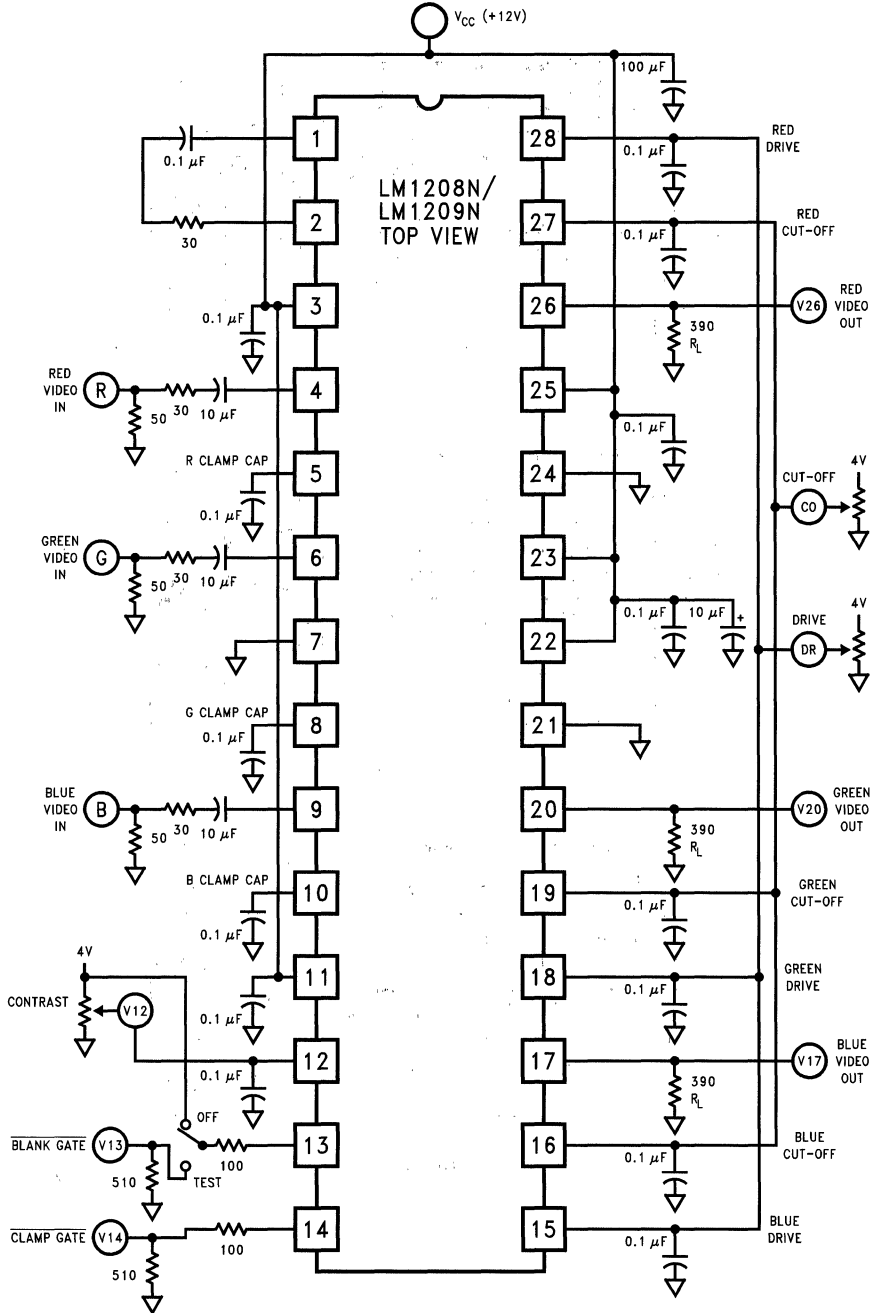 V_CC (+12V)
100 μF
1
0.1 μF
2
30
LM1208N/
LM1209N
TOP VIEW
28
0.1 μF
RED
DRIVE
27
0.1 μF
RED
CUT-OFF
3
0.1 μF
26
390
R_L
V26
RED
VIDEO
OUT
RED
VIDEO
IN
R
50
30
10 μF
4
25
0.1 μF
R CLAMP CAP
0.1 μF
5
24
CUT-OFF
CO
4V
GREEN
VIDEO
IN
G
50
30
10 μF
6
23
0.1 μF
10 μF
+
7
22
DRIVE
DR
4V
G CLAMP CAP
0.1 μF
8
21
BLUE
VIDEO
IN
B
50
30
10 μF
9
20
390
R_L
V20
GREEN
VIDEO
OUT
B CLAMP CAP
0.1 μF
10
19
0.1 μF
GREEN
CUT-OFF
4V
CONTRAST
V12
0.1 μF
11
18
0.1 μF
GREEN
DRIVE
0.1 μF
12
17
390
R_L
V17
BLUE
VIDEO
OUT
BLANK GATE
V13
510
OFF
TEST
100
13
16
0.1 μF
BLUE
CUT-OFF
CLAMP GATE
V14
510
100
14
15
0.1 μF
BLUE
DRIVE